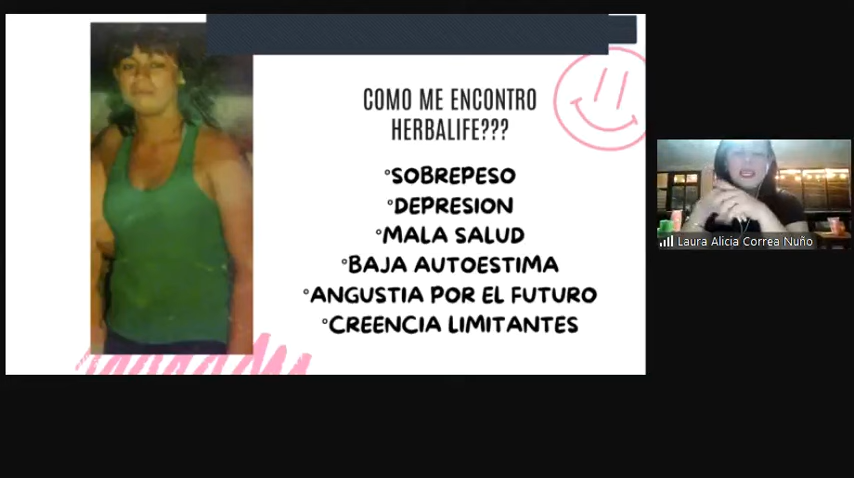 COMO ME ENCONTRO
HERBALIFE???
°SOBREPESO
°DEPRESION
°MALA SALUD
°BAJA AUTOESTIMA
°ANGUSTIA POR EL FUTURO
°CREENCIA LIMITANTES
Laura Alicia Correa Nuño